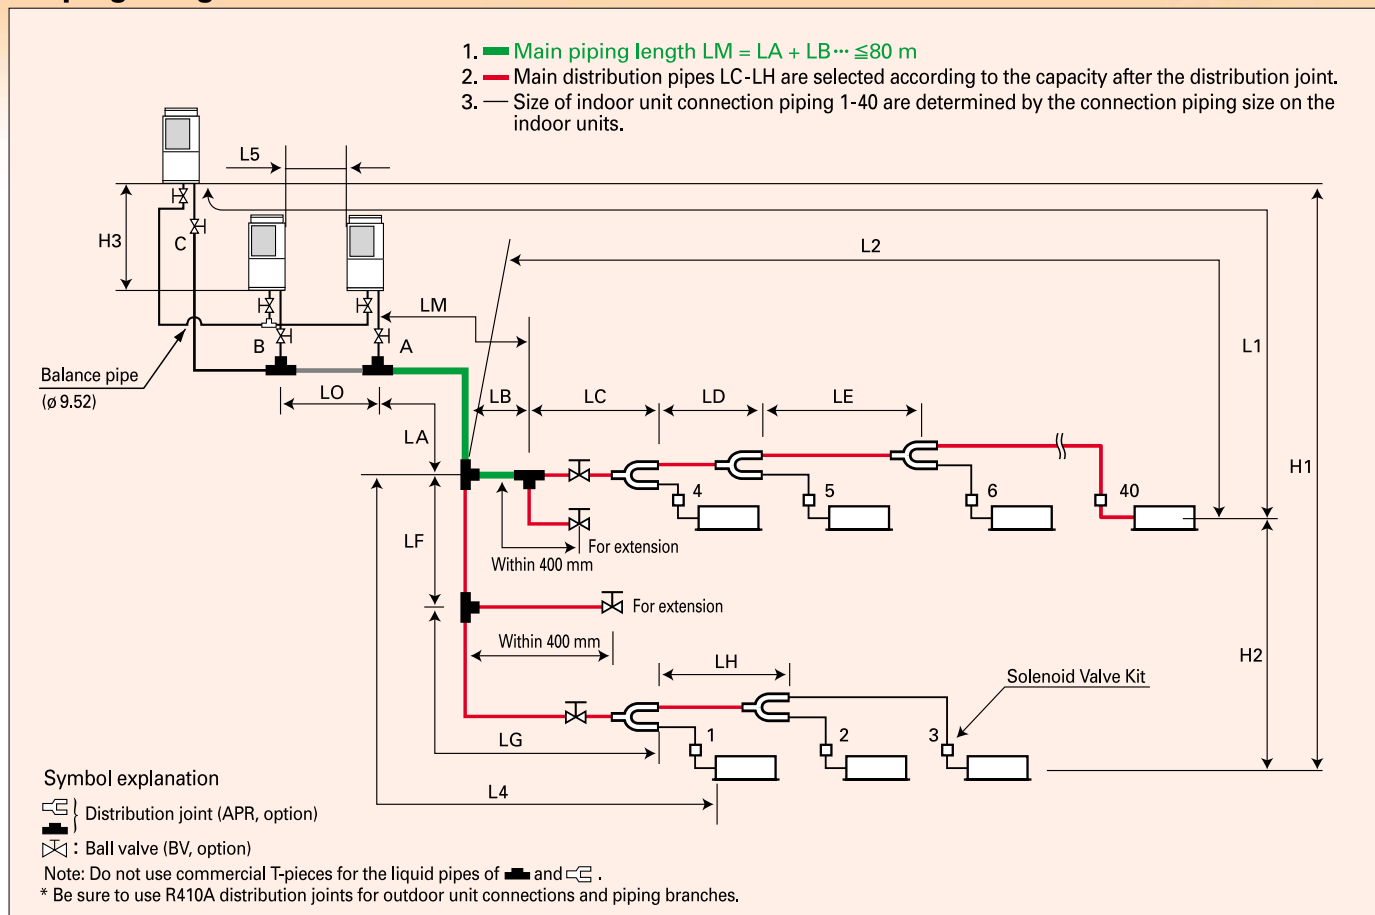 1. Main piping length LM = LA + LB··· ≦80 m
2. Main distribution pipes LC-LH are selected according to the capacity after the distribution joint.
3. Size of indoor unit connection piping 1-40 are determined by the connection piping size on the
indoor units.
L5
H3
C
L2
LM
L1
B
A
Balance pipe
(ø 9.52)
LO
LA
LB
LC
LD
LE
H1
4
5
6
40
LF
For extension
Within 400 mm
For extension
Within 400 mm
LH
H2
Solenoid Valve Kit
LG
1
2
3
L4
Symbol explanation
Distribution joint (APR, option)
: Ball valve (BV, option)
Note: Do not use commercial T-pieces for the liquid pipes of and .
* Be sure to use R410A distribution joints for outdoor unit connections and piping branches.